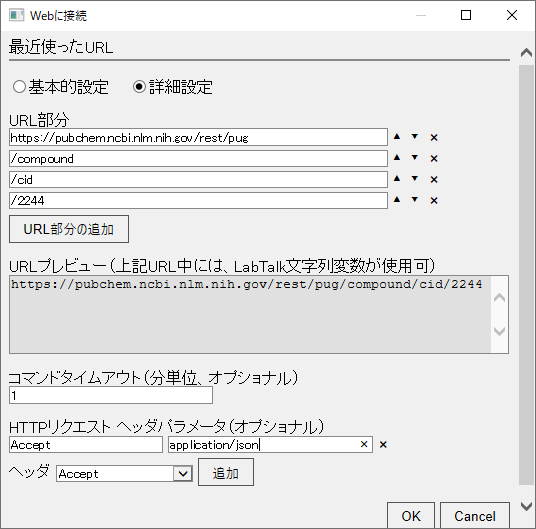 Webに接続
最近使ったURL
基本的設定 詳細設定
URL部分
https://pubchem.ncbi.nlm.nih.gov/rest/pug
/compound
/cid
/2244
URL部分の追加
URLプレビュー（上記URL中には、LabTalk文字列変数が使用可）
https://pubchem.ncbi.nlm.nih.gov/rest/pug/compound/cid/2244
コマンドタイムアウト（分単位、オプショナル）
1
HTTPリクエスト ヘッダパラメータ（オプショナル）
Accept application/json
ヘッダ Accept 追加
OK Cancel